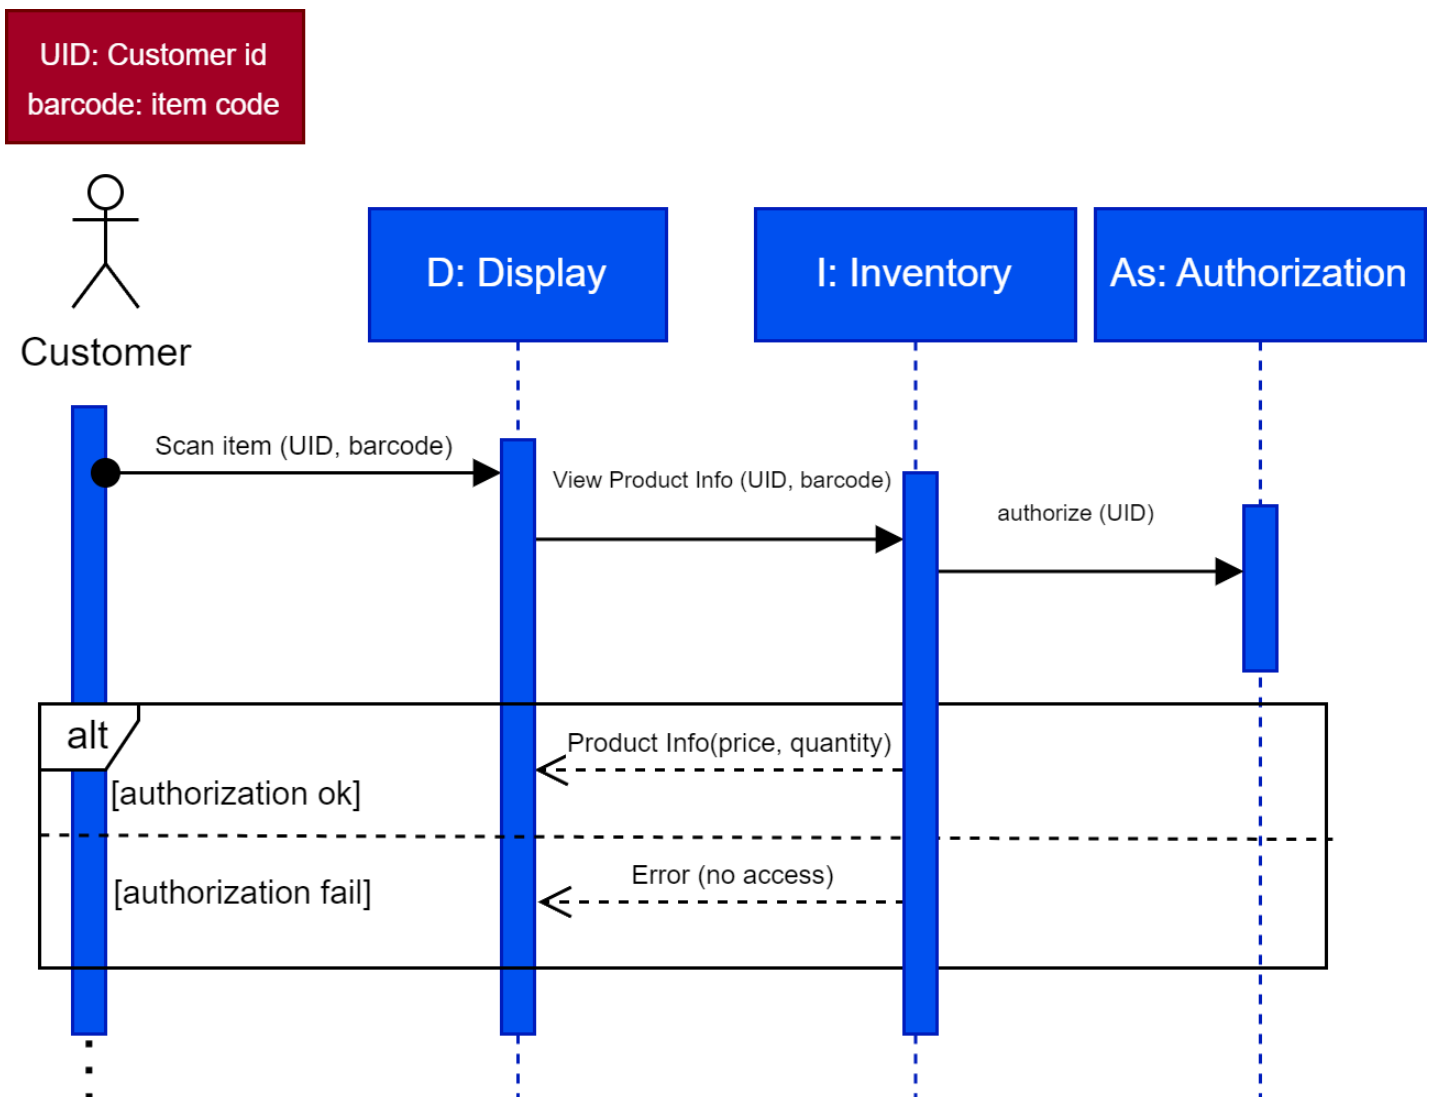 UID: Customer id
barcode: item code
Customer
D: Display
I: Inventory
As: Authorization
Scan item (UID, barcode)
View Product Info (UID, barcode)
authorize (UID)
alt
Product Info(price, quantity)
[authorization ok]
Error (no access)
[authorization fail]